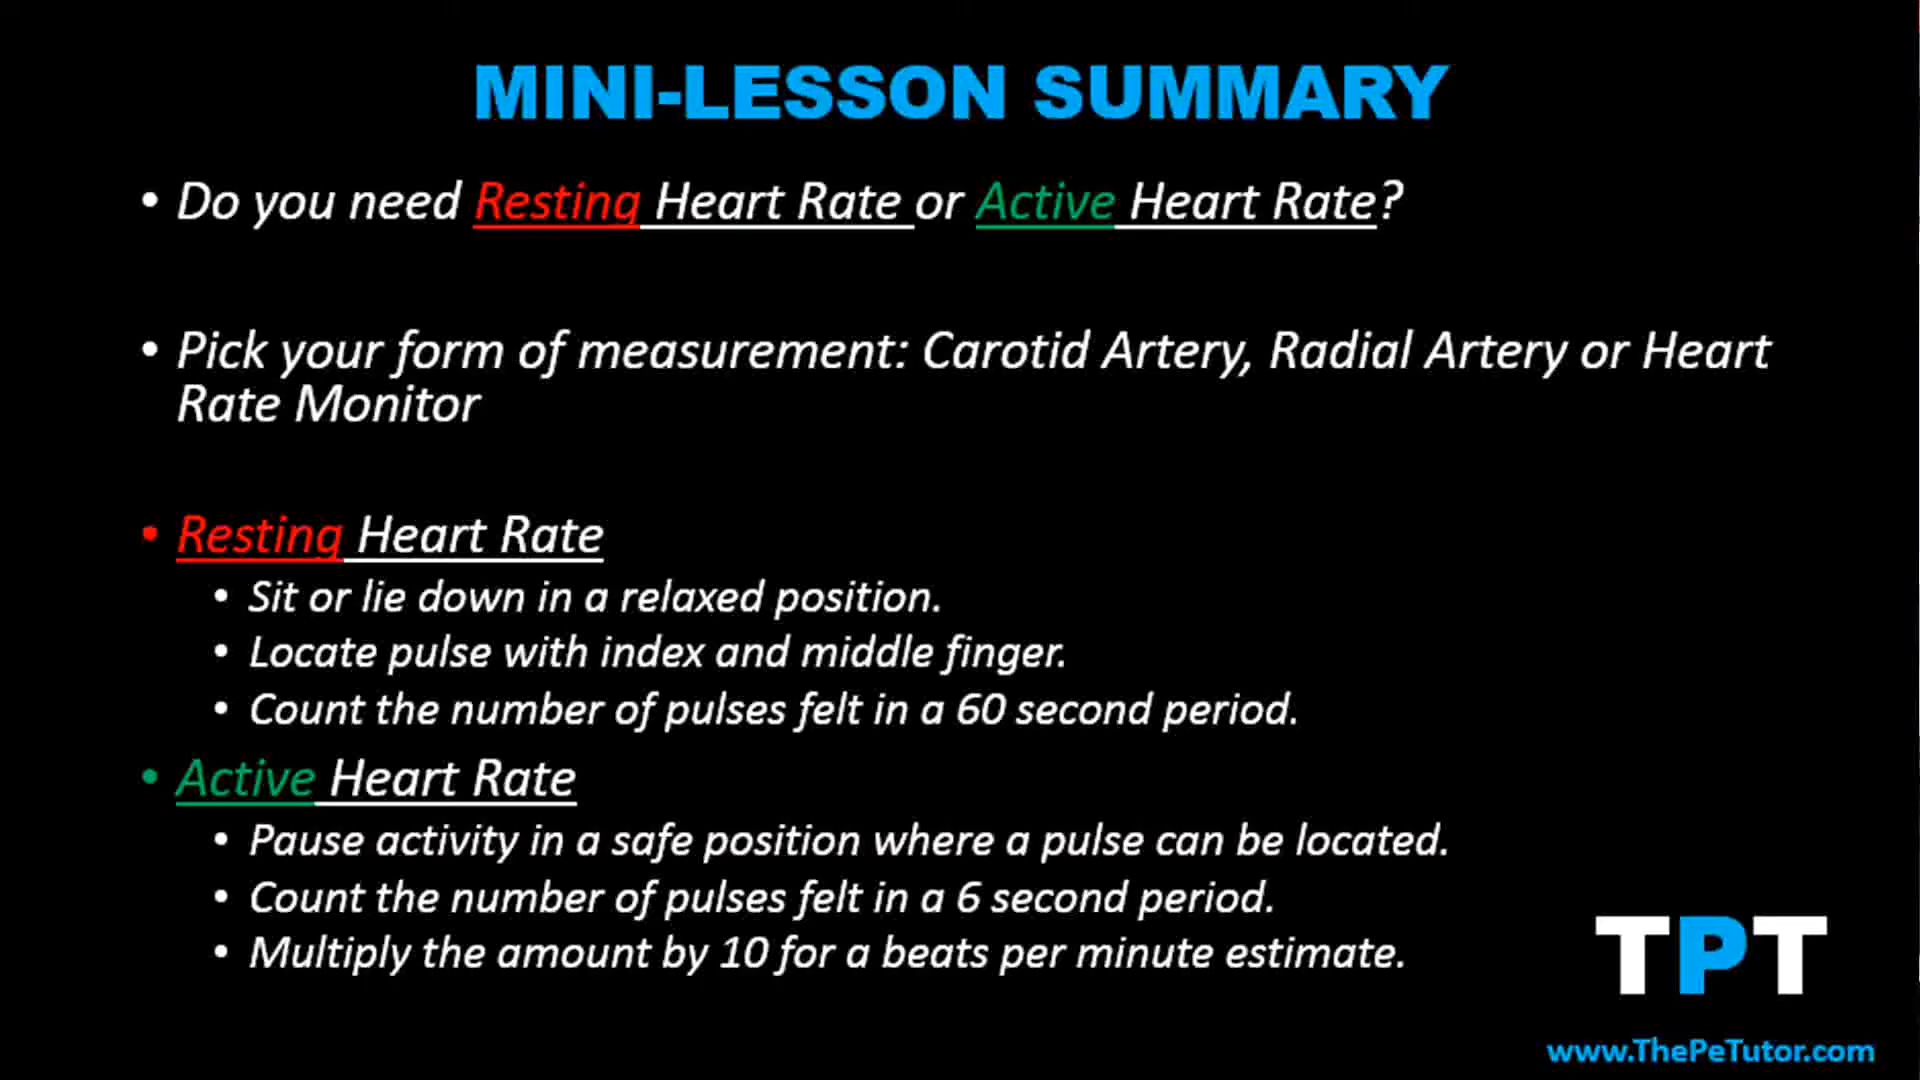 MINI-LESSON SUMMARY
• Do you need Resting Heart Rate or Active Heart Rate?
• Pick your form of measurement: Carotid Artery, Radial Artery or Heart
Rate Monitor
• Resting Heart Rate
• Sit or lie down in a relaxed position.
• Locate pulse with index and middle finger.
• Count the number of pulses felt in a 60 second period.
• Active Heart Rate
• Pause activity in a safe position where a pulse can be located.
• Count the number of pulses felt in a 6 second period.
• Multiply the amount by 10 for a beats per minute estimate.
TPT
www.ThePeTutor.com